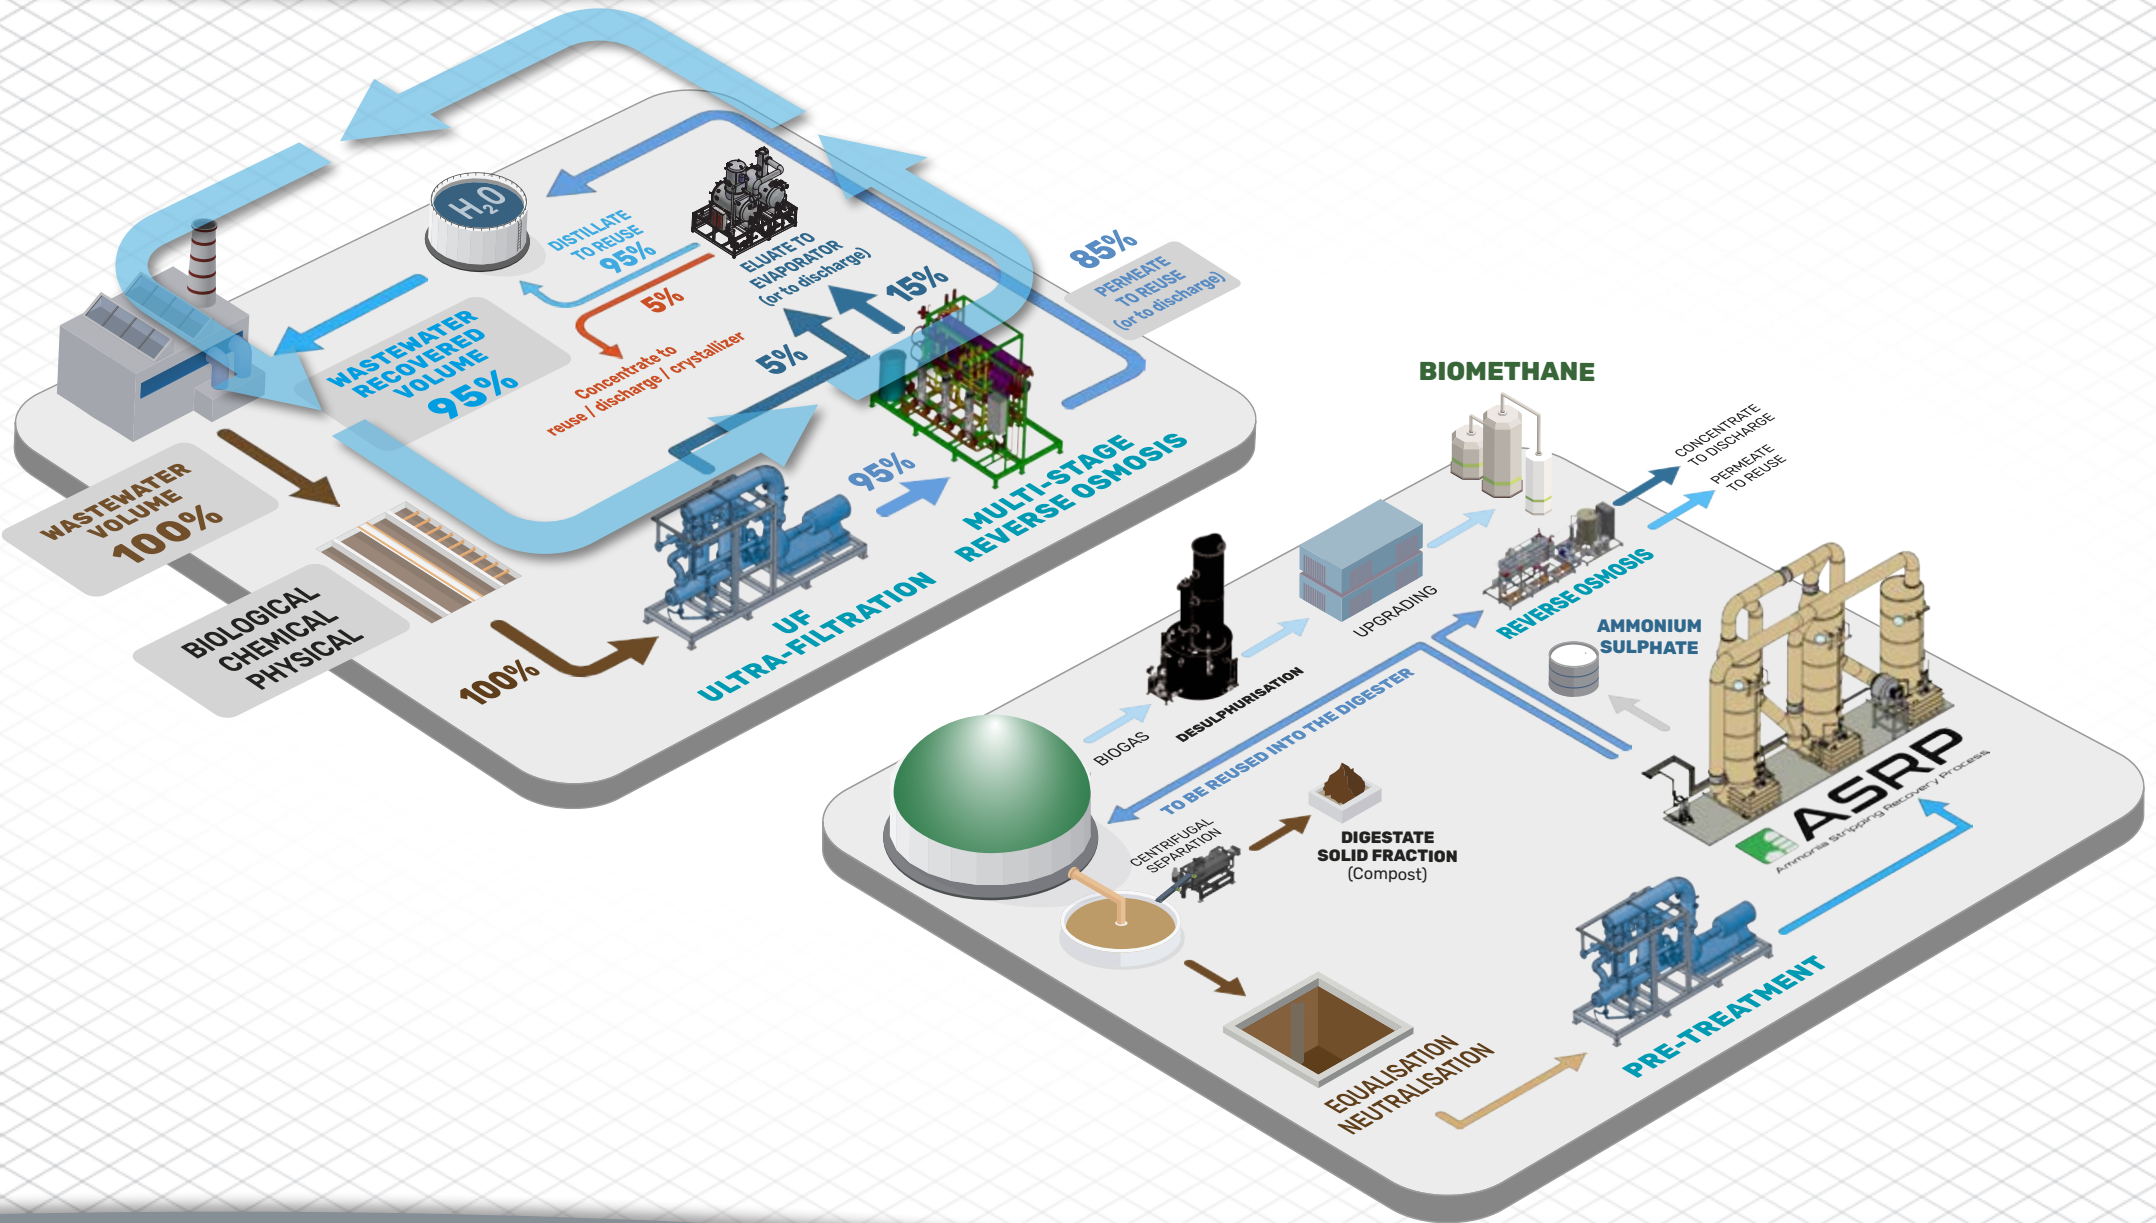 H2O
DISTILLATE
TO REUSE
95%
ELUATE TO
EVAPORATOR
(or to discharge)
15%
5%
5%
Concentrate to
reuse / discharge / crystallizer
85%
PERMEATE
TO REUSE
(or to discharge)
WASTEWATER
RECOVERED
VOLUME
95%
WASTEWATER
VOLUME
100%
BIOLOGICAL
CHEMICAL
PHYSICAL
100%
UF
ULTRA-FILTRATION
95%
MULTI-STAGE
REVERSE OSMOSIS
BIOMETHANE
CONCENTRATE
TO DISCHARGE
PERMEATE
TO REUSE
REVERSE OSMOSIS
UPGRADING
AMMONIUM
SULPHATE
DESULPHURISATION
BIOGAS
TO BE REUSED INTO THE DIGESTER
CENTRIFUGAL
SEPARATION
DIGESTATE
SOLID FRACTION
(Compost)
ASRP
Ammonia Stripping Recovery Process
PRE-TREATMENT
EQUALISATION
NEUTRALISATION